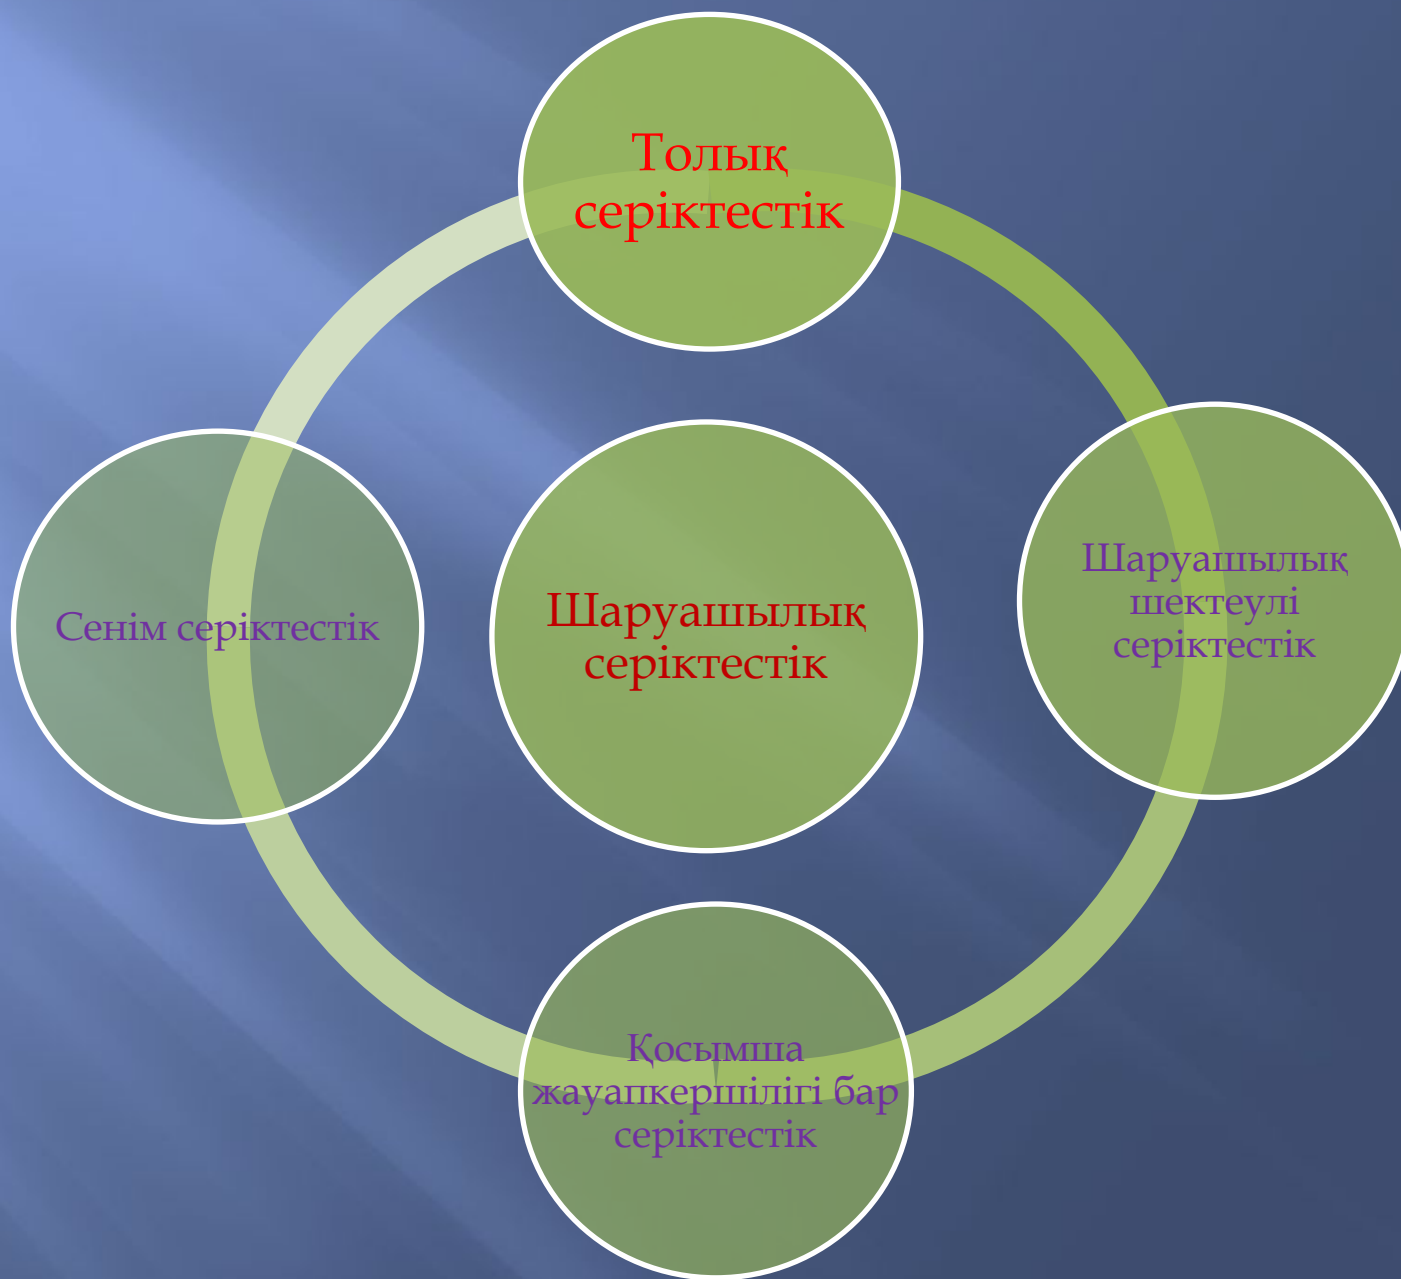 Толық
серіктестік
Шаруашылық
шектеулі
серіктестік
Сенім серіктестік
Шаруашылық
серіктестік
Қосымша
жауапкершілігі бар
серіктестік